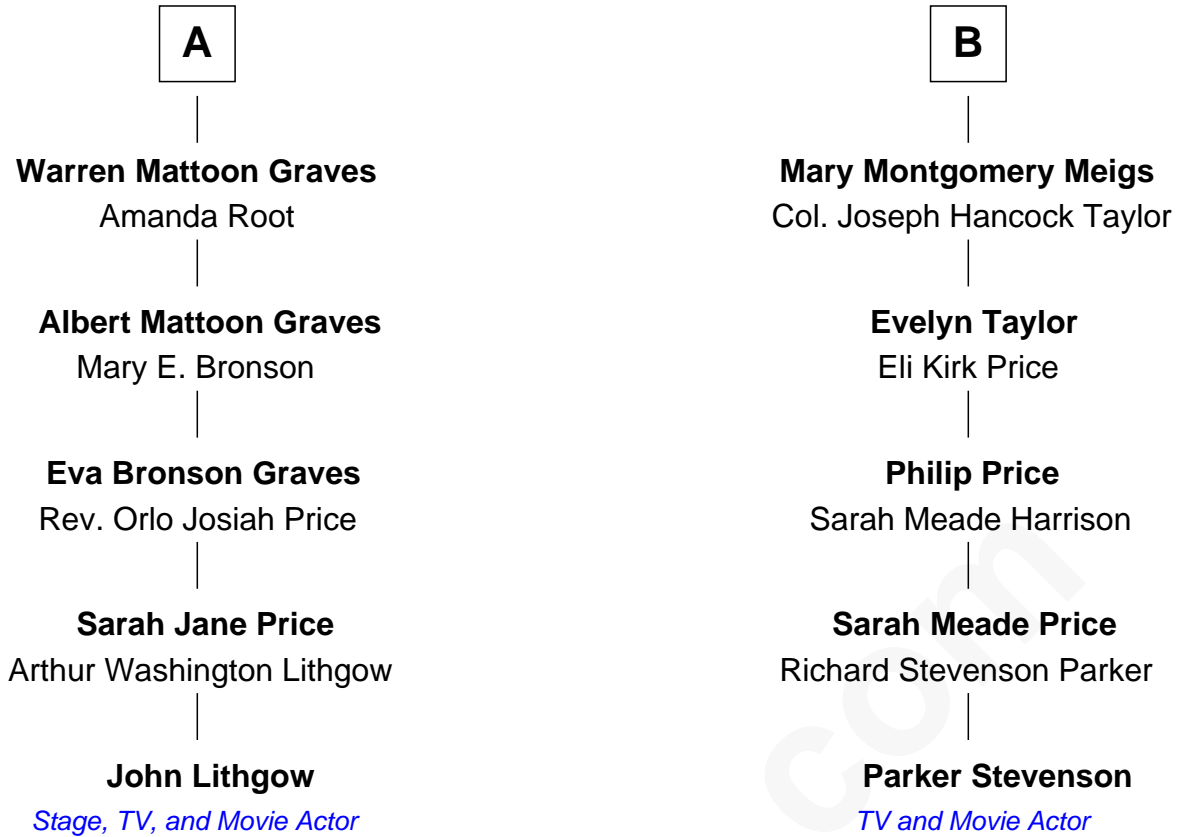 A
Warren Mattoon Graves
Amanda Root
Albert Mattoon Graves
Mary E. Bronson
Eva Bronson Graves
Rev. Orlo Josiah Price
Sarah Jane Price
Arthur Washington Lithgow
John Lithgow
Stage, TV, and Movie Actor
B
Mary Montgomery Meigs
Col. Joseph Hancock Taylor
Evelyn Taylor
Eli Kirk Price
Philip Price
Sarah Meade Harrison
Sarah Meade Price
Richard Stevenson Parker
Parker Stevenson
TV and Movie Actor
com